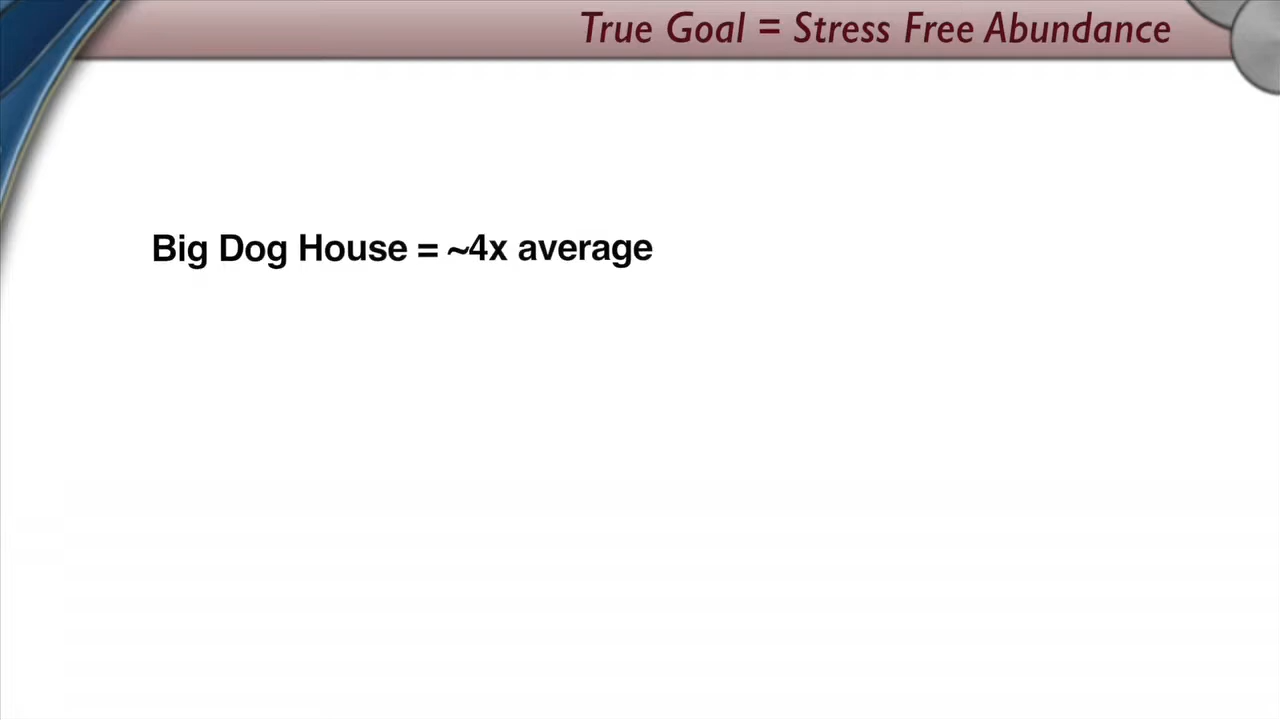 True Goal = Stress Free Abundance
Big Dog House = ~4x average